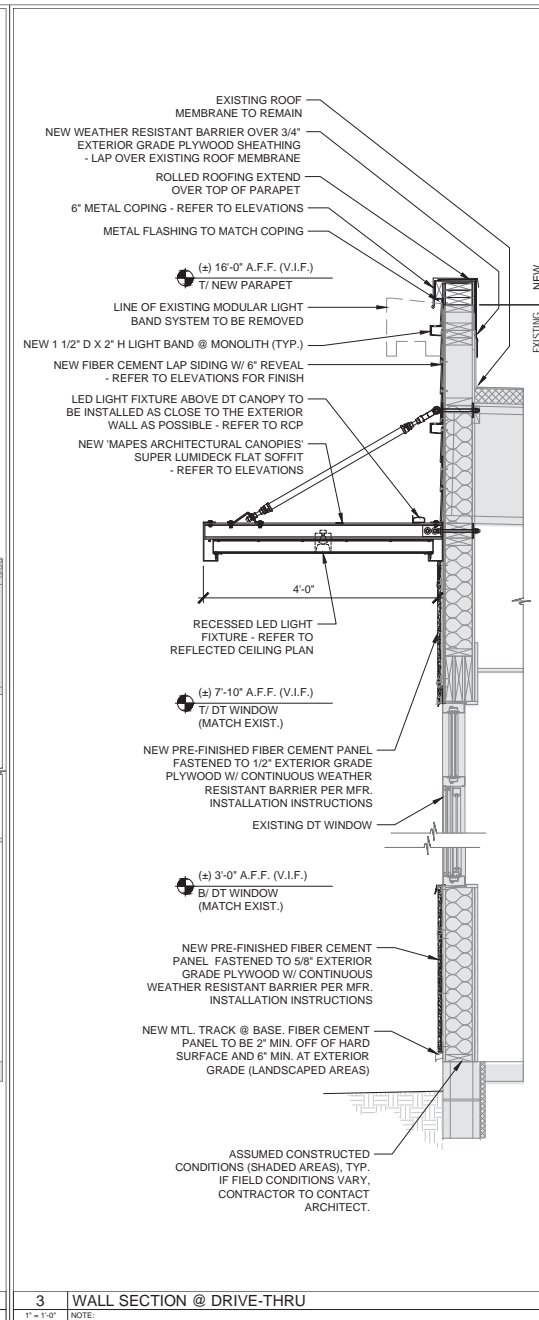 EXISTING ROOF
MEMBRANE TO REMAIN
NEW WEATHER RESISTANT BARRIER OVER 3/4"
EXTERIOR GRADE PLYWOOD SHEATHING
- LAP OVER EXISTING ROOF MEMBRANE
ROLLED ROOFING EXTEND
OVER TOP OF PARAPET
6" METAL COPING - REFER TO ELEVATIONS
METAL FLASHING TO MATCH COPING
(±) 16'-0" A.F.F. (V.I.F.)
T/ NEW PARAPET
NEW
EXISTING
LINE OF EXISTING MODULAR LIGHT
BAND SYSTEM TO BE REMOVED
NEW 1 1/2" D X 2" H LIGHT BAND @ MONOLITH (TYP.)
NEW FIBER CEMENT LAP SIDING W/ 6" REVEAL
- REFER TO ELEVATIONS FOR FINISH
LED LIGHT FIXTURE ABOVE DT CANOPY TO
BE INSTALLED AS CLOSE TO THE EXTERIOR
WALL AS POSSIBLE - REFER TO RCP
NEW 'MAPES ARCHITECTURAL CANOPIES'
SUPER LUMIDECK FLAT SOFFIT
- REFER TO ELEVATIONS
4'-0"
RECESSED LED LIGHT
FIXTURE - REFER TO
REFLECTED CEILING PLAN
(±) 7'-10" A.F.F. (V.I.F.)
T/ DT WINDOW
(MATCH EXIST.)
NEW PRE-FINISHED FIBER CEMENT PANEL
FASTENED TO 1/2" EXTERIOR GRADE
PLYWOOD W/ CONTINUOUS WEATHER
RESISTANT BARRIER PER MFR.
INSTALLATION INSTRUCTIONS
EXISTING DT WINDOW
(±) 3'-0" A.F.F. (V.I.F.)
B/ DT WINDOW
(MATCH EXIST.)
NEW PRE-FINISHED FIBER CEMENT
PANEL FASTENED TO 5/8" EXTERIOR
GRADE PLYWOOD W/ CONTINUOUS
WEATHER RESISTANT BARRIER PER MFR.
INSTALLATION INSTRUCTIONS
NEW MTL. TRACK @ BASE. FIBER CEMENT
PANEL TO BE 2" MIN. OFF OF HARD
SURFACE AND 6" MIN. AT EXTERIOR
GRADE (LANDSCAPED AREAS)
ASSUMED CONSTRUCTED
CONDITIONS (SHADED AREAS), TYP.
IF FIELD CONDITIONS VARY,
CONTRACTOR TO CONTACT
ARCHITECT.
3 WALL SECTION @ DRIVE-THRU
1" = 1'-0" NOTE: